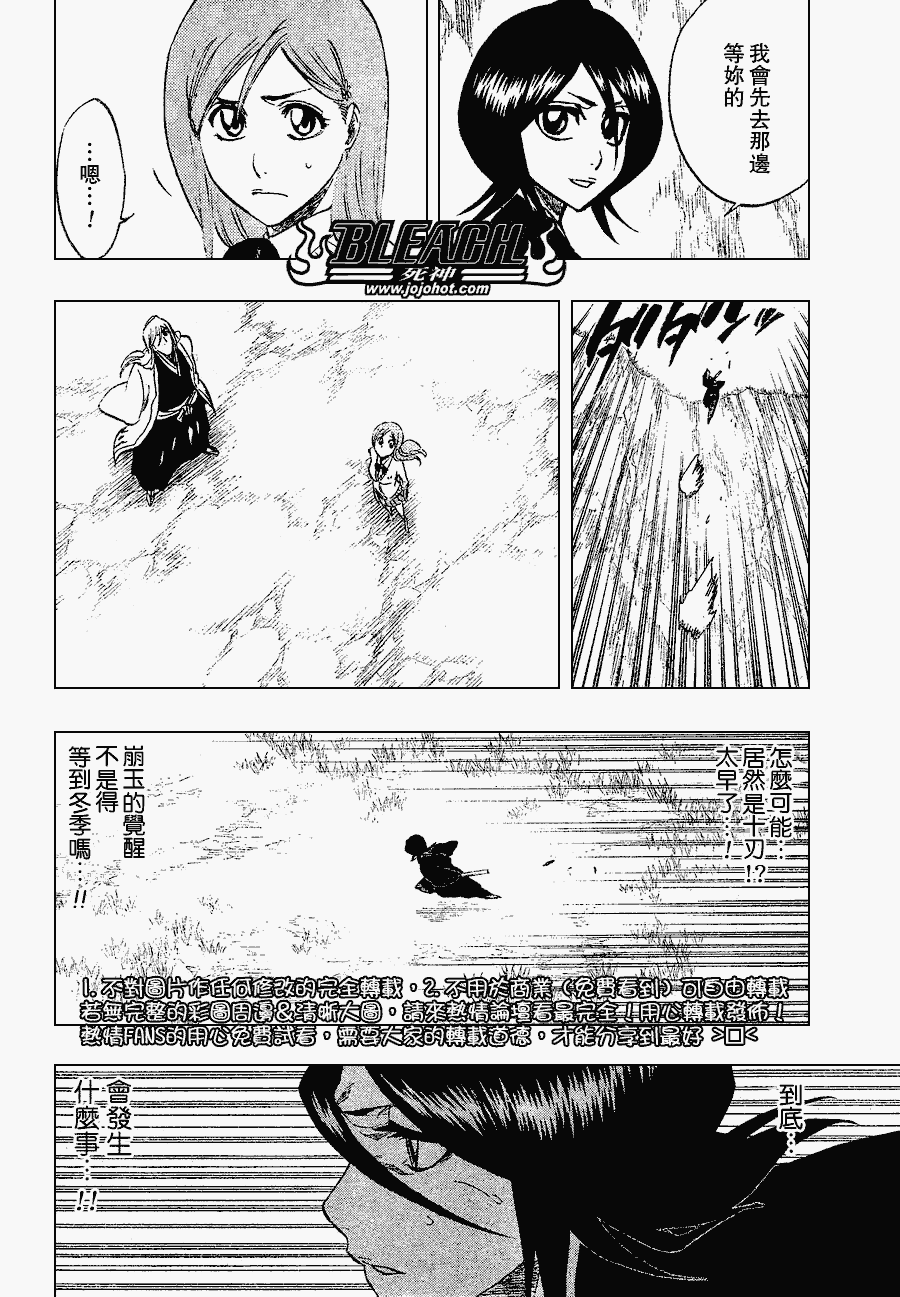 我會先去那邊
等妳的
…嗯…！
BLEACH
死神
www.jojohot.com
怎麼可能…
居然是十刃!?
太早了…！
崩玉的覺醒
不是得
等到冬季嗎…!!
1. 不對圖片作任何修改的完全轉載，2. 不用於商業（免費看到）可自由轉載
若無完整的彩圖周邊&清晰大圖，請來熱情論壇看最完全！用心轉載發佈！
熱情FANS的用心免費試看，需要大家的轉載道德，才能分享到最好 >口<
到底…
會發生
什麼事…!!